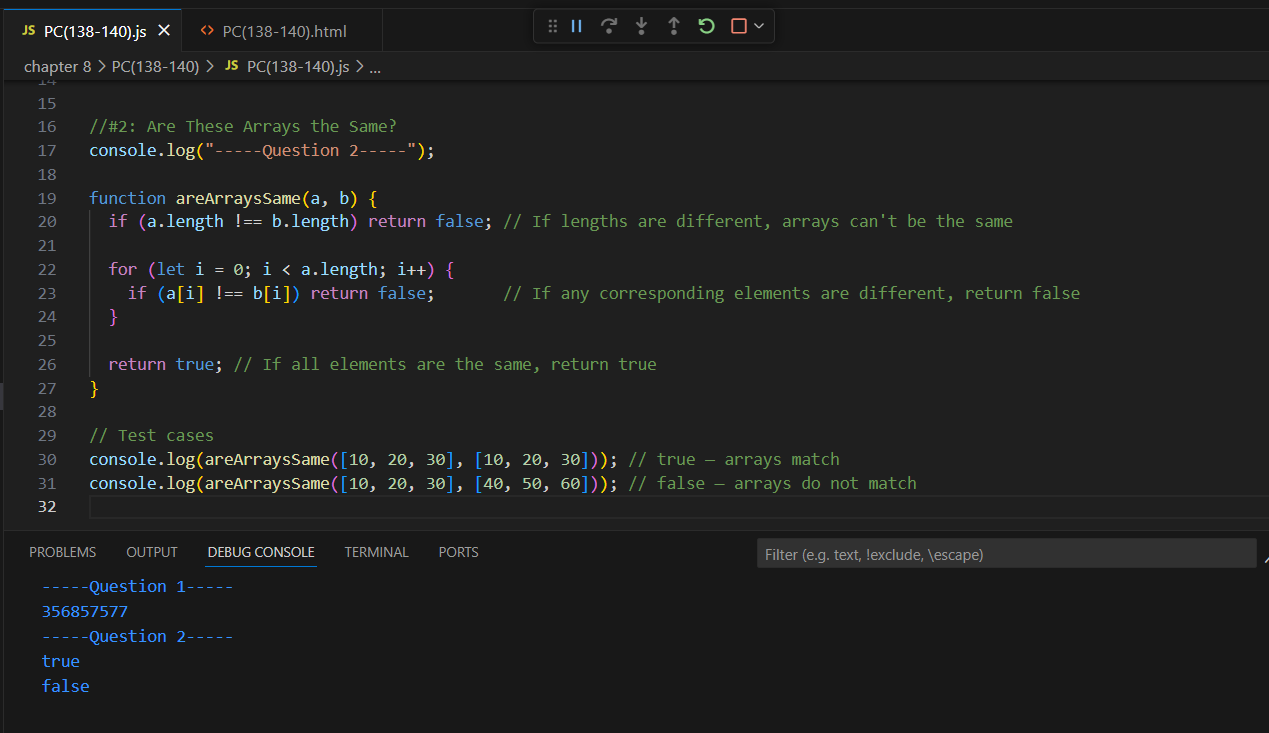 JS PC(138-140).js
<> PC(138-140).html
chapter 8 > PC(138-140) > JS PC(138-140).js > ...
14
15
16 //#2: Are These Arrays the Same?
17 console.log("-----Question 2-----");
18
19 function areArraysSame(a, b) {
20 if (a.length !== b.length) return false; // If lengths are different, arrays can't be the same
21
22 for (let i = 0; i < a.length; i++) {
23 if (a[i] !== b[i]) return false; // If any corresponding elements are different, return false
24 }
25
26 return true; // If all elements are the same, return true
27 }
28
29 // Test cases
30 console.log(areArraysSame([10, 20, 30], [10, 20, 30])); // true – arrays match
31 console.log(areArraysSame([10, 20, 30], [40, 50, 60])); // false – arrays do not match
32
PROBLEMS OUTPUT DEBUG CONSOLE TERMINAL PORTS Filter (e.g. text, !exclude, \escape)
-----Question 1-----
356857577
-----Question 2-----
true
false